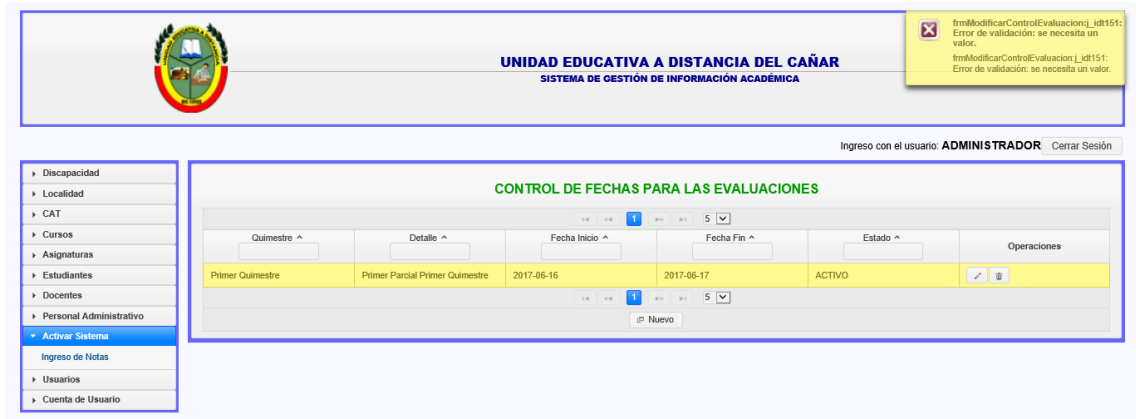 frmModificarControlEvaluacion:j_idt151:
Error de validación: se necesita un
valor.
frmModificarControlEvaluacion:j_idt151:
Error de validación: se necesita un valor.
UNIDAD EDUCATIVA A DISTANCIA DEL CAÑAR
SISTEMA DE GESTIÓN DE INFORMACIÓN ACADÉMICA
Ingreso con el usuario: ADMINISTRADOR Cerrar Sesión
Discapacidad
Localidad
CAT
Cursos
Asignaturas
Estudiantes
Docentes
Personal Administrativo
Activar Sistema
Ingreso de Notas
Usuarios
Cuenta de Usuario
CONTROL DE FECHAS PARA LAS EVALUACIONES
1 5
Quimestre Detalle Fecha Inicio Fecha Fin Estado Operaciones
Primer Quimestre Primer Parcial Primer Quimestre 2017-06-16 2017-06-17 ACTIVO
1 5
Nuevo